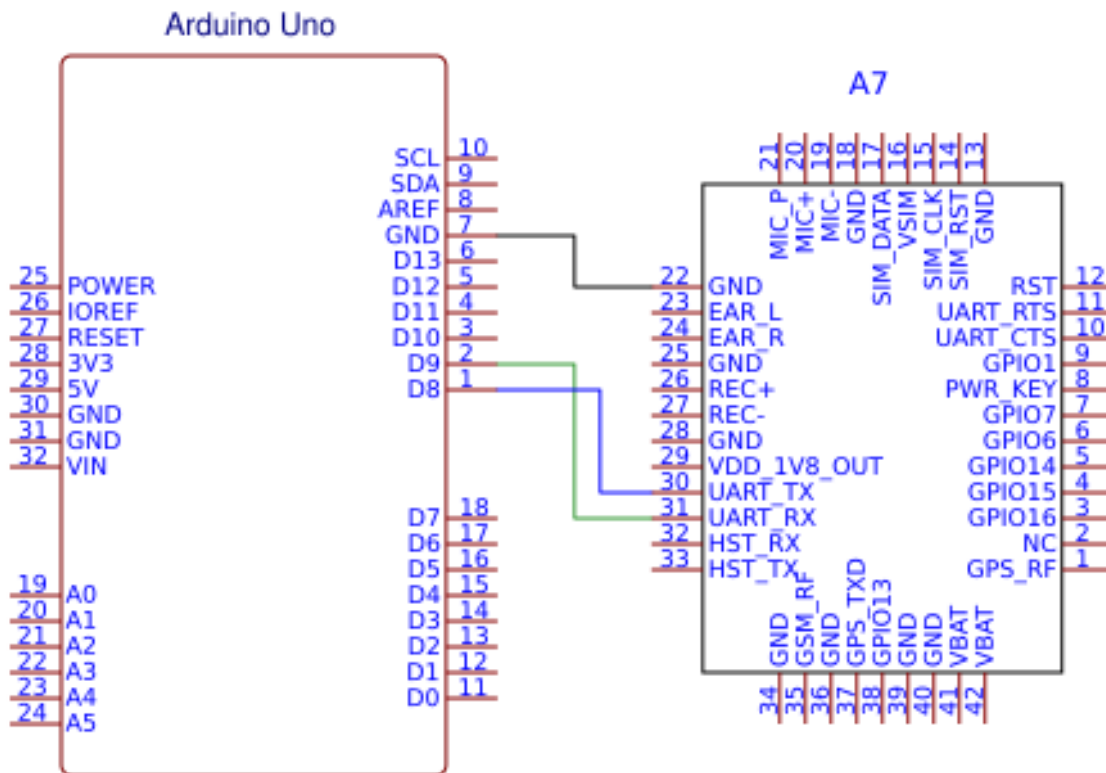 Arduino Uno
SCL 10
SDA 9
AREF 8
GND 7
D13 6
D12 5
D11 4
D10 3
D9 2
D8 1
25 POWER
26 IOREF
27 RESET
28 3V3
29 5V
30 GND
31 GND
32 VIN
D7 18
D6 17
D5 16
D4 15
D3 14
D2 13
D1 12
D0 11
19 A0
20 A1
21 A2
22 A3
23 A4
24 A5
A7
21 MIC_P
20 MIC+
19 MIC-
18 GND
17 SIM_DATA
16 VSIM
15 SIM_CLK
14 SIM_RST
13 GND
22 GND
23 EAR_L
24 EAR_R
25 GND
26 REC+
27 REC-
28 GND
29 VDD_1V8_OUT
30 UART_TX
31 UART_RX
32 HST_RX
33 HST_TX
RST 12
UART_RTS 11
UART_CTS 10
GPIO1 9
PWR_KEY 8
GPIO7 7
GPIO6 6
GPIO14 5
GPIO15 4
GPIO16 3
NC 2
GPS_RF 1
34 GND
35 GSM_RF
36 GND
37 GPS_TXD
38 GPIO13
39 GND
40 GND
41 VBAT
42 VBAT